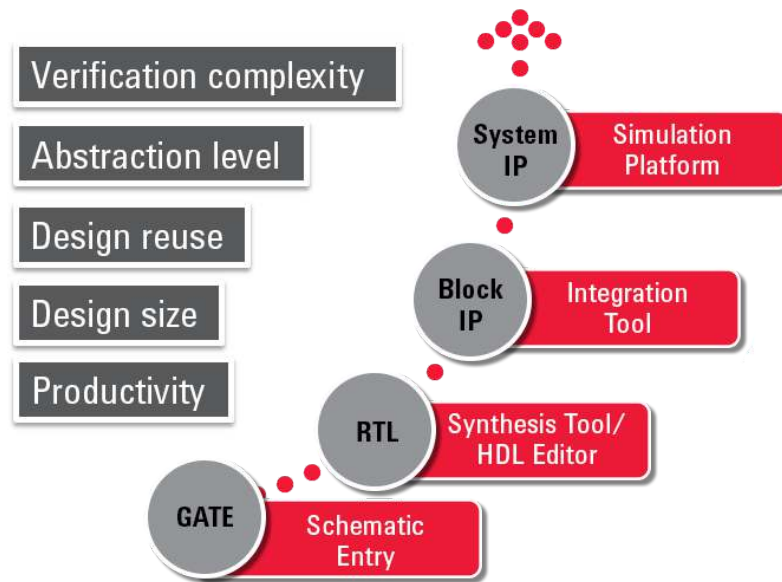 Verification complexity
Abstraction level
Design reuse
Design size
Productivity
System
IP
Simulation
Platform
Block
IP
Integration
Tool
RTL
Synthesis Tool/
HDL Editor
GATE
Schematic
Entry